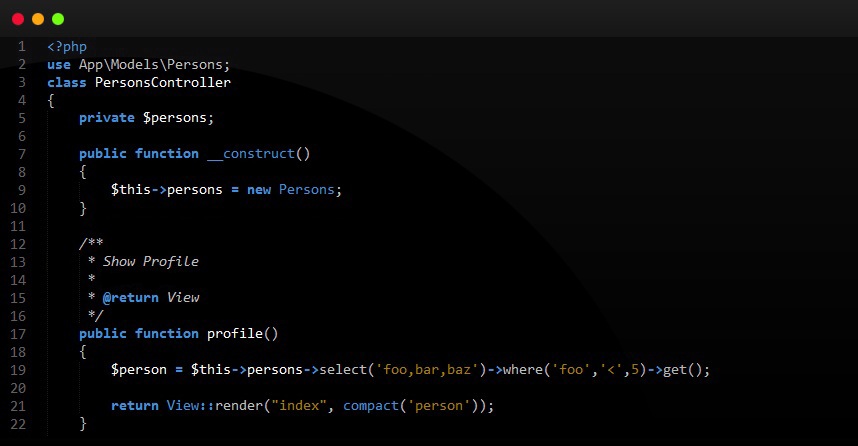 1 <?php
2 use App\Models\Persons;
3 class PersonsController
4 {
5     private $persons;
6
7     public function __construct()
8     {
9         $this->persons = new Persons;
10     }
11
12     /**
13      * Show Profile
14      *
15      * @return View
16      */
17     public function profile()
18     {
19         $person = $this->persons->select('foo,bar,baz')->where('foo','<',5)->get();
20
21         return View::render("index", compact('person'));
22     }